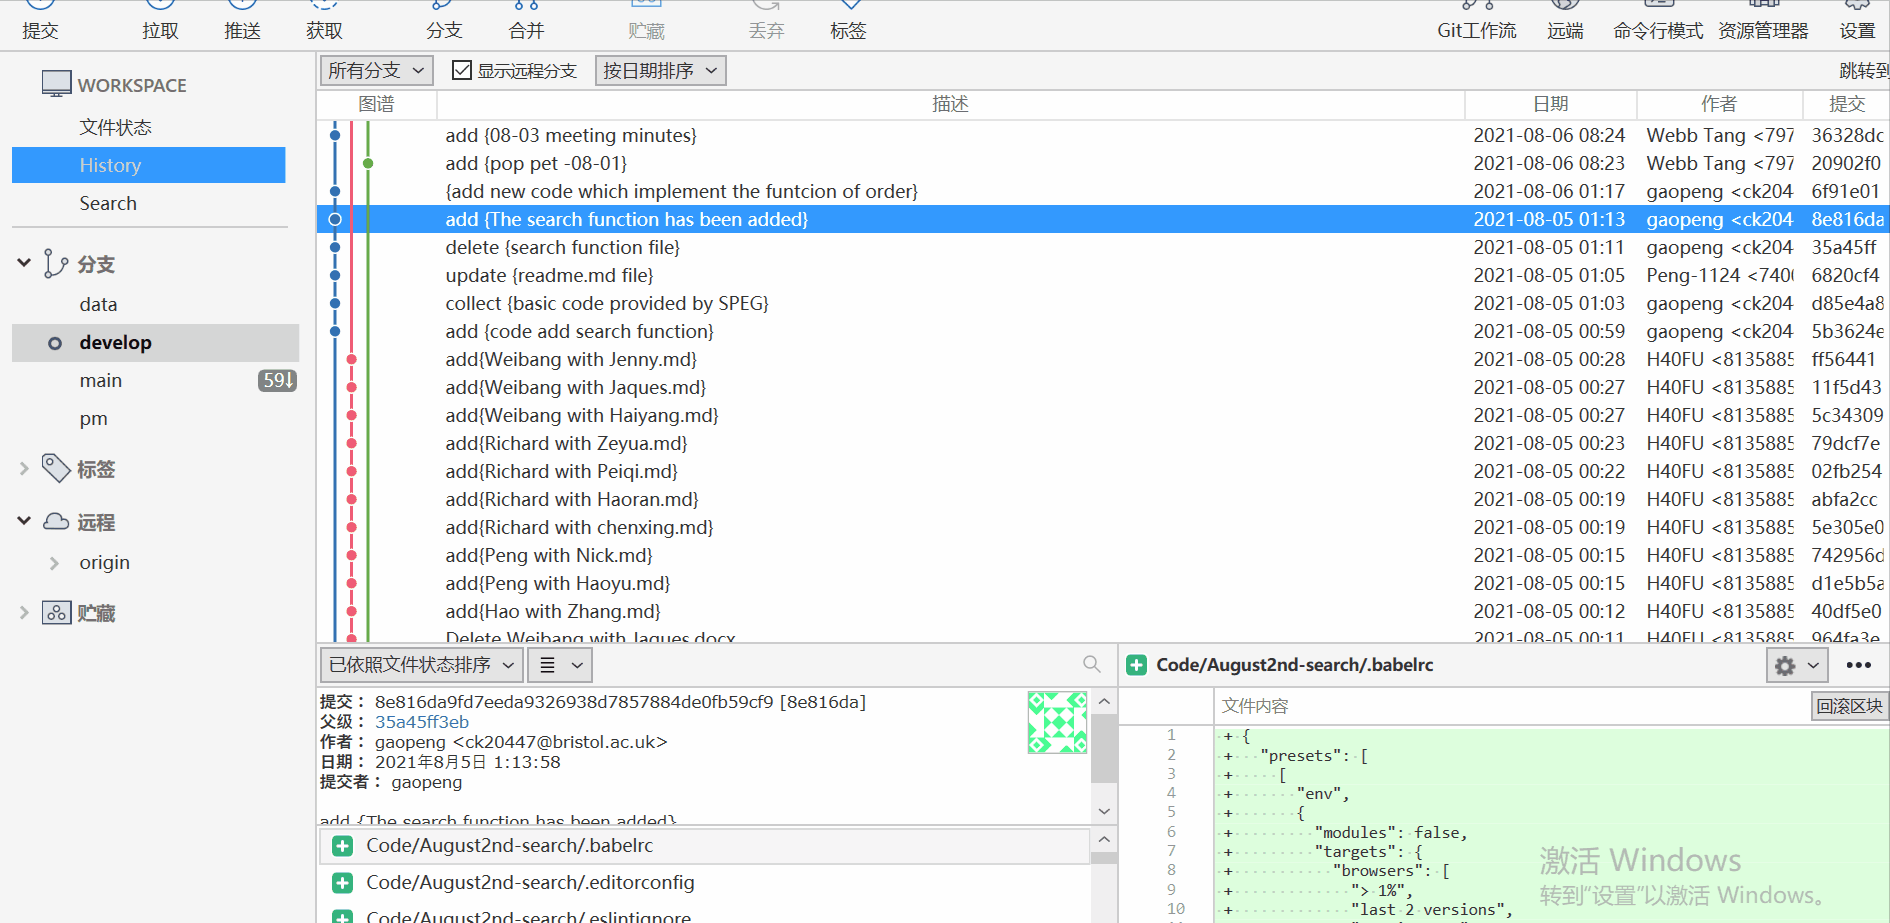 提交 拉取 推送 获取 分支 合并 贮藏 丢弃 标签 Git工作流 远端 命令行模式 资源管理器 设置
WORKSPACE
文件状态
History
Search
分支
data
develop
main 59↓
pm
标签
远程
origin
贮藏
所有分支 显示远程分支 按日期排序 跳转到
图谱 描述 日期 作者 提交
add {08-03 meeting minutes} 2021-08-06 08:24 Webb Tang <797 36328dc
add {pop pet -08-01} 2021-08-06 08:23 Webb Tang <797 20902f0
{add new code which implement the funtcion of order} 2021-08-06 01:17 gaopeng <ck204 6f91e01
add {The search function has been added} 2021-08-05 01:13 gaopeng <ck204 8e816da
delete {search function file} 2021-08-05 01:11 gaopeng <ck204 35a45ff
update {readme.md file} 2021-08-05 01:05 Peng-1124 <740 6820cf4
collect {basic code provided by SPEG} 2021-08-05 01:03 gaopeng <ck204 d85e4a8
add {code add search function} 2021-08-05 00:59 gaopeng <ck204 5b3624e
add{Weibang with Jenny.md} 2021-08-05 00:28 H40FU <8135885 ff56441
add{Weibang with Jaques.md} 2021-08-05 00:27 H40FU <8135885 11f5d43
add{Weibang with Haiyang.md} 2021-08-05 00:27 H40FU <8135885 5c34309
add{Richard with Zeyua.md} 2021-08-05 00:23 H40FU <8135885 79dcf7e
add{Richard with Peiqi.md} 2021-08-05 00:22 H40FU <8135885 02fb254
add{Richard with Haoran.md} 2021-08-05 00:19 H40FU <8135885 abfa2cc
add{Richard with chenxing.md} 2021-08-05 00:19 H40FU <8135885 5e305e0
add{Peng with Nick.md} 2021-08-05 00:15 H40FU <8135885 742956d
add{Peng with Haoyu.md} 2021-08-05 00:15 H40FU <8135885 d1e5b5a
add{Hao with Zhang.md} 2021-08-05 00:12 H40FU <8135885 40df5e0
Delete Weibang with Jaques.docx 2021-08-05 00:11 H40FU <8135885 964fa3e
已依照文件状态排序
提交： 8e816da9fd7eeda9326938d7857884de0fb59cf9 [8e816da]
父级： 35a45ff3eb
作者： gaopeng <ck20447@bristol.ac.uk>
日期： 2021年8月5日 1:13:58
提交者： gaopeng
add {The search function has been added}
Code/August2nd-search/.babelrc
Code/August2nd-search/.editorconfig
Code/August2nd-search/.eslintignore
Code/August2nd-search/.babelrc
文件内容 回滚区块
1 + {
2 + "presets": [
3 + [
4 + "env",
5 + {
6 + "modules": false,
7 + "targets": {
8 + "browsers": [
9 + "> 1%",
10 + "last 2 versions",
激活 Windows
转到“设置”以激活 Windows。